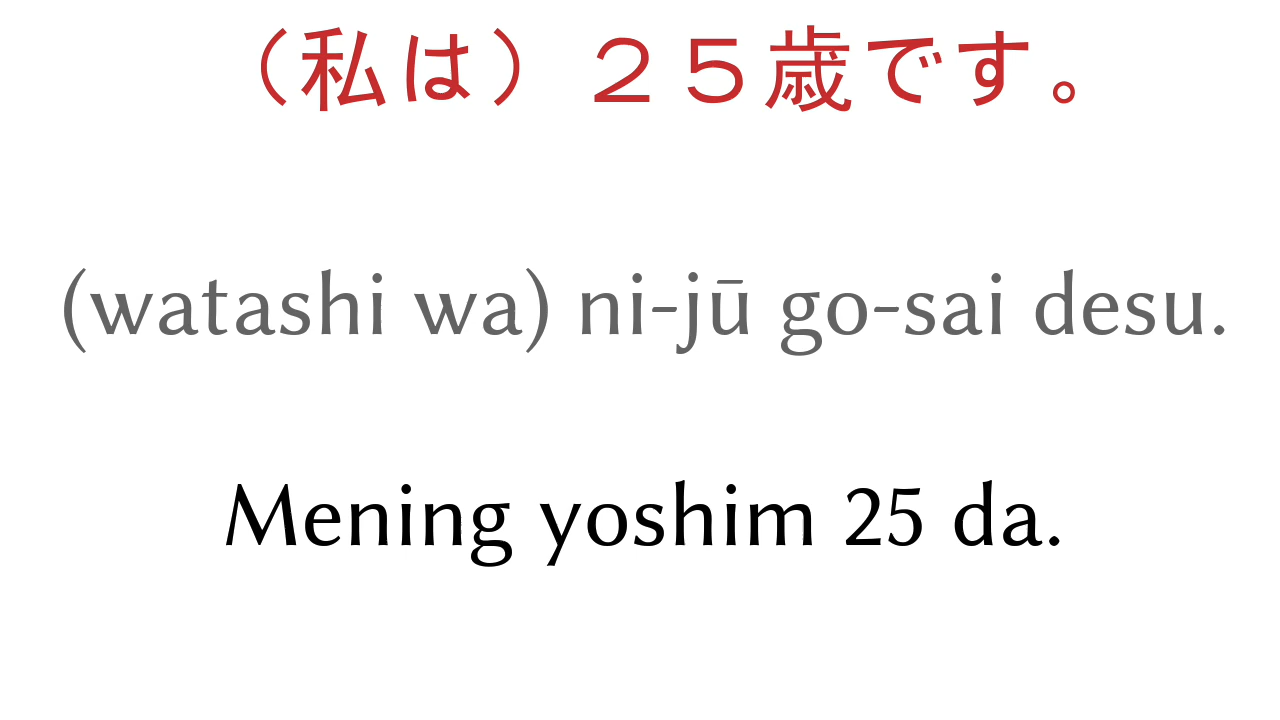 （私は）２５歳です。
(watashi wa) ni-jū go-sai desu.
Mening yoshim 25 da.